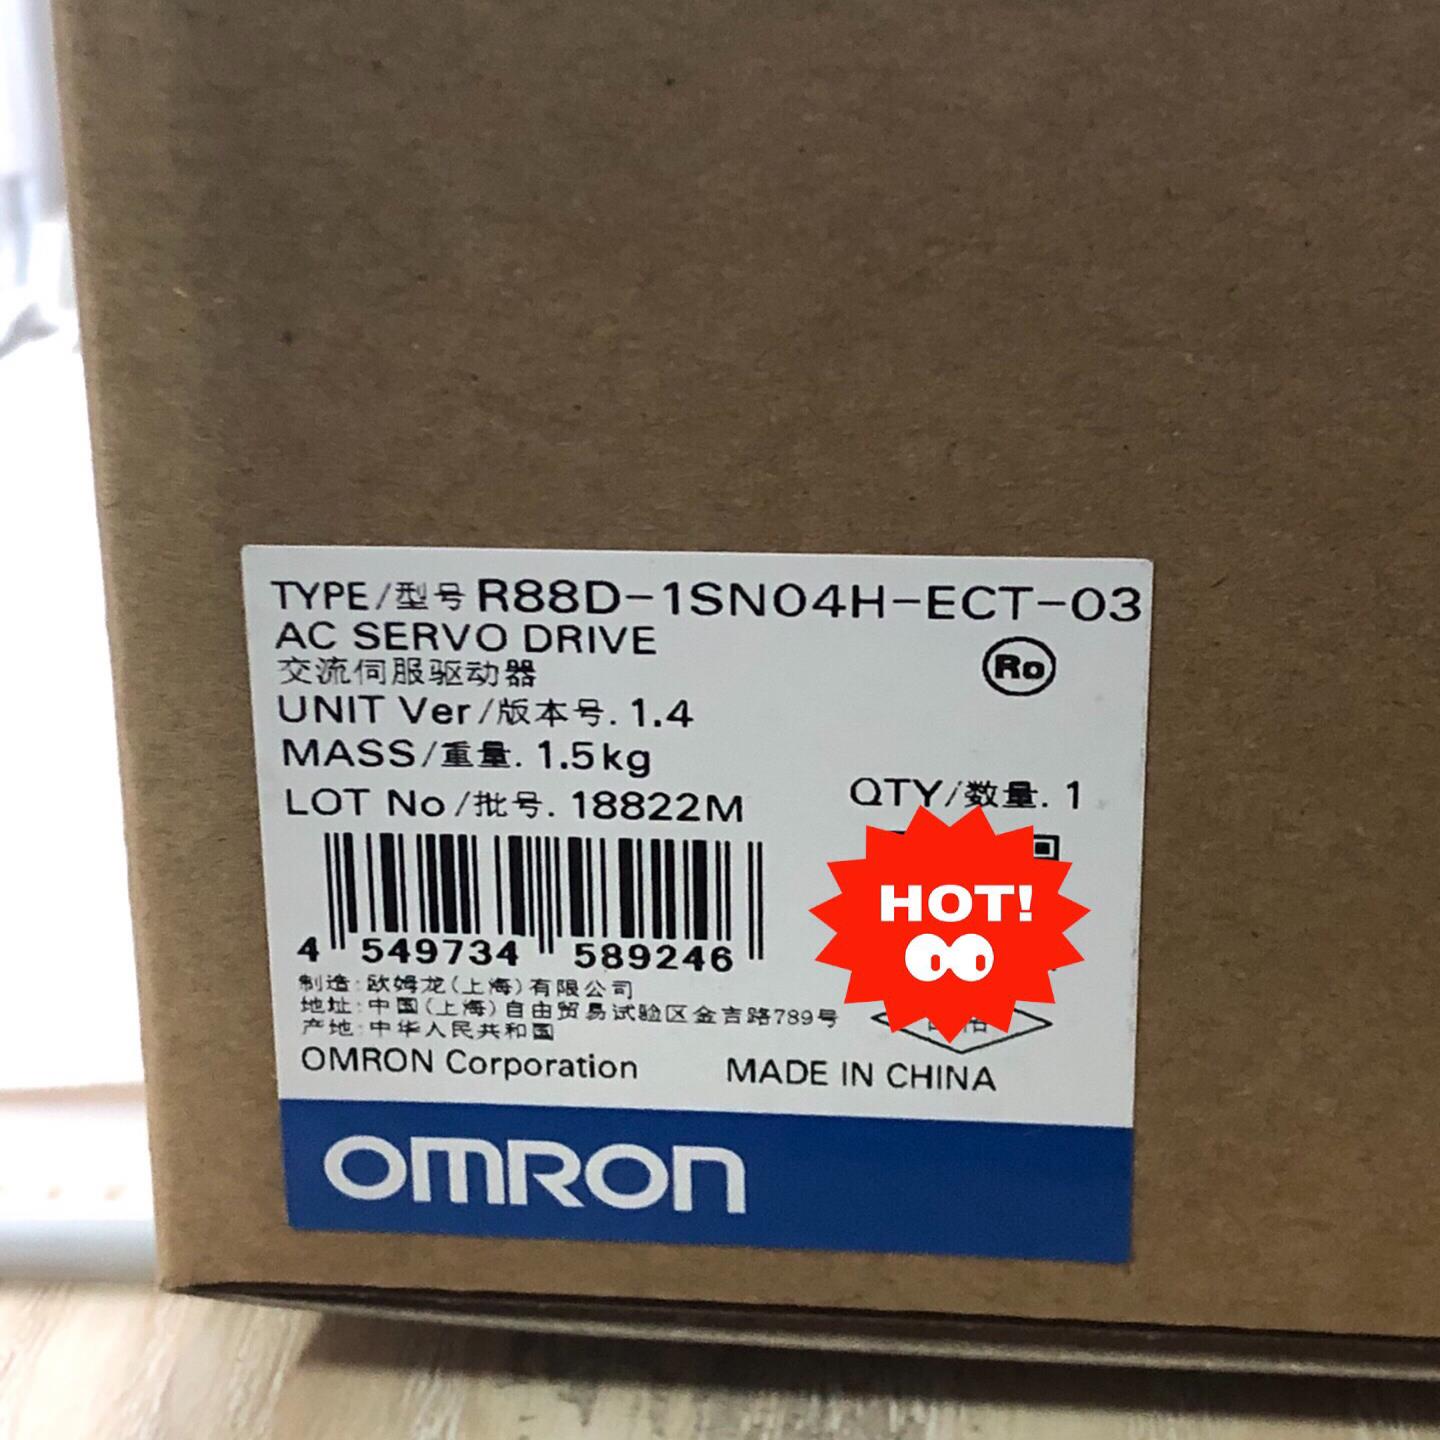 TYPE/型号 R88D-1SN04H-ECT-03
AC SERVO DRIVE
交流伺服驱动器
Ro
UNIT Ver/版本号. 1.4
MASS/重量. 1.5kg
LOT No/批号. 18822M
QTY/数量. 1
HOT!
4 549734 589246
制造:欧姆龙(上海)有限公司
地址:中国(上海)自由贸易试验区金吉路789号
产地:中华人民共和国
OMRON Corporation
MADE IN CHINA
OMRON